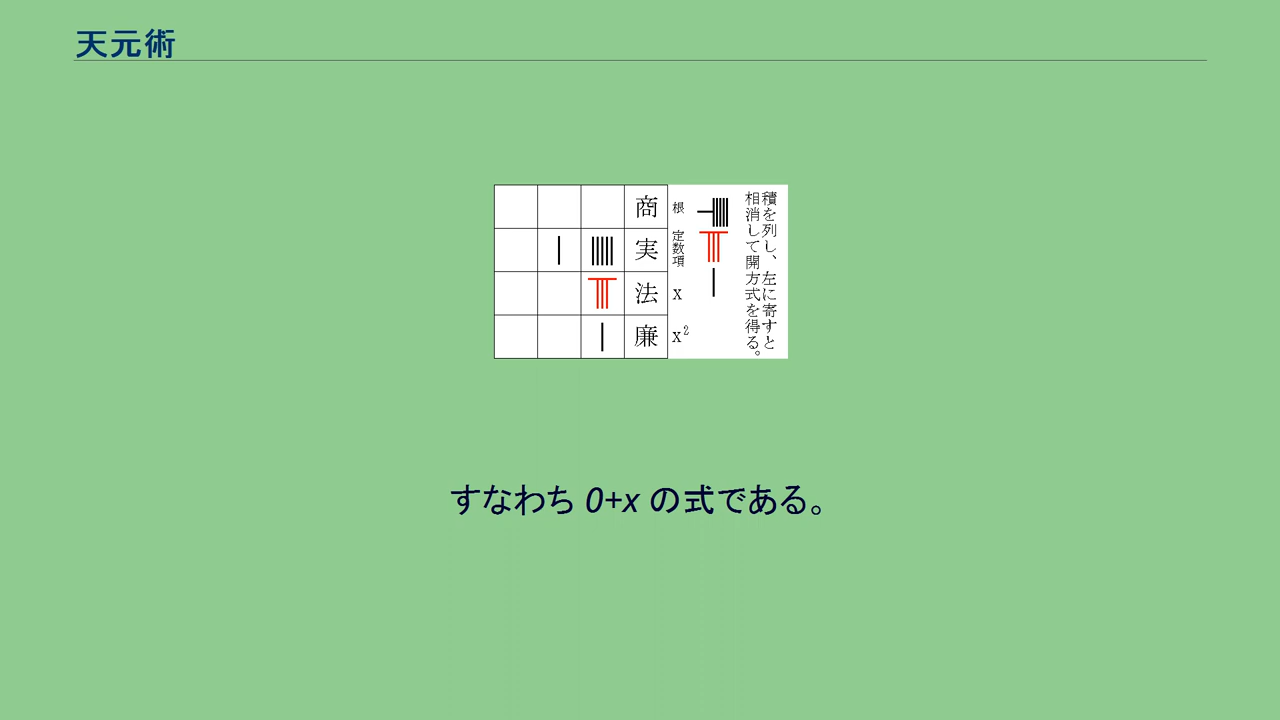 天元術
商
実
法
廉
根
定数項
x
x²
積を列し、左に寄すと
相消して開方式を得る。
すなわち 0+x の式である。